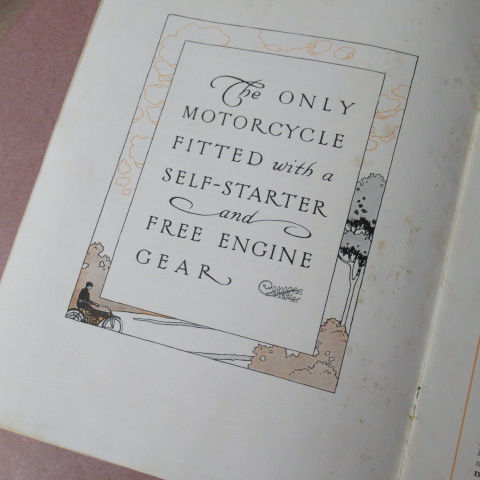 The ONLY
MOTORCYCLE
FITTED with a
SELF-STARTER
and
FREE ENGINE
GEAR